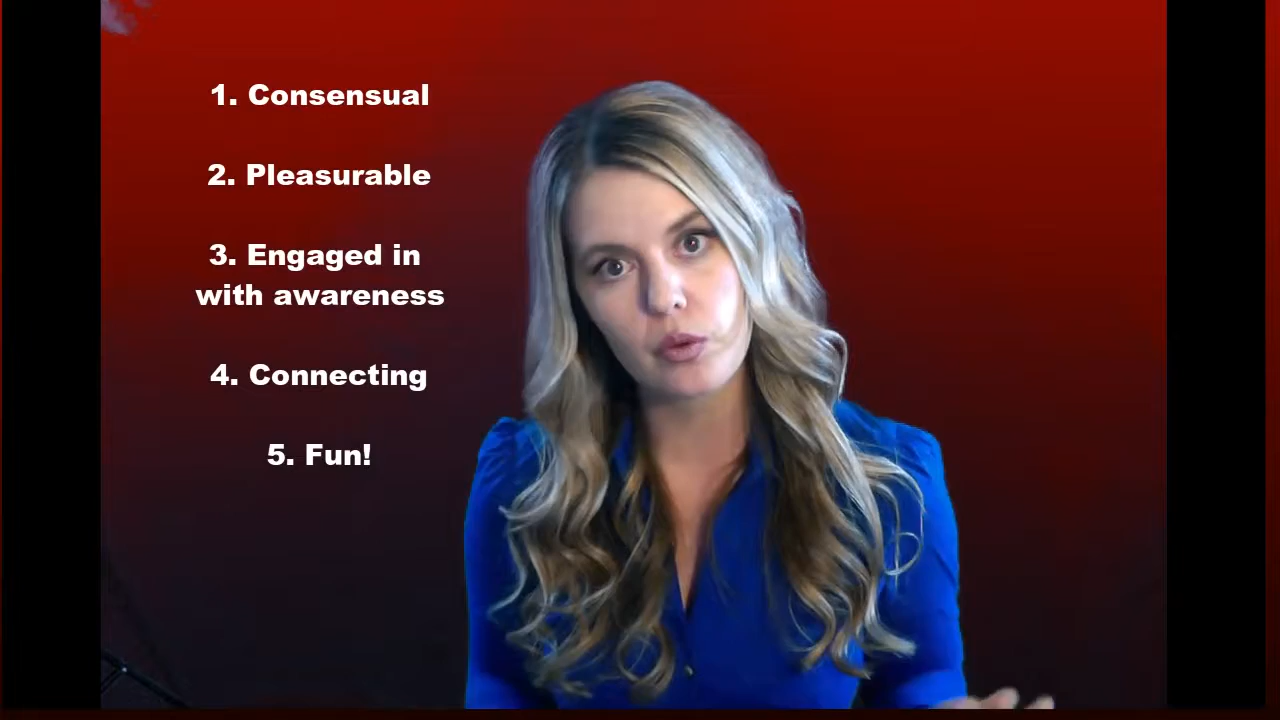 1. Consensual
2. Pleasurable
3. Engaged in
with awareness
4. Connecting
5. Fun!